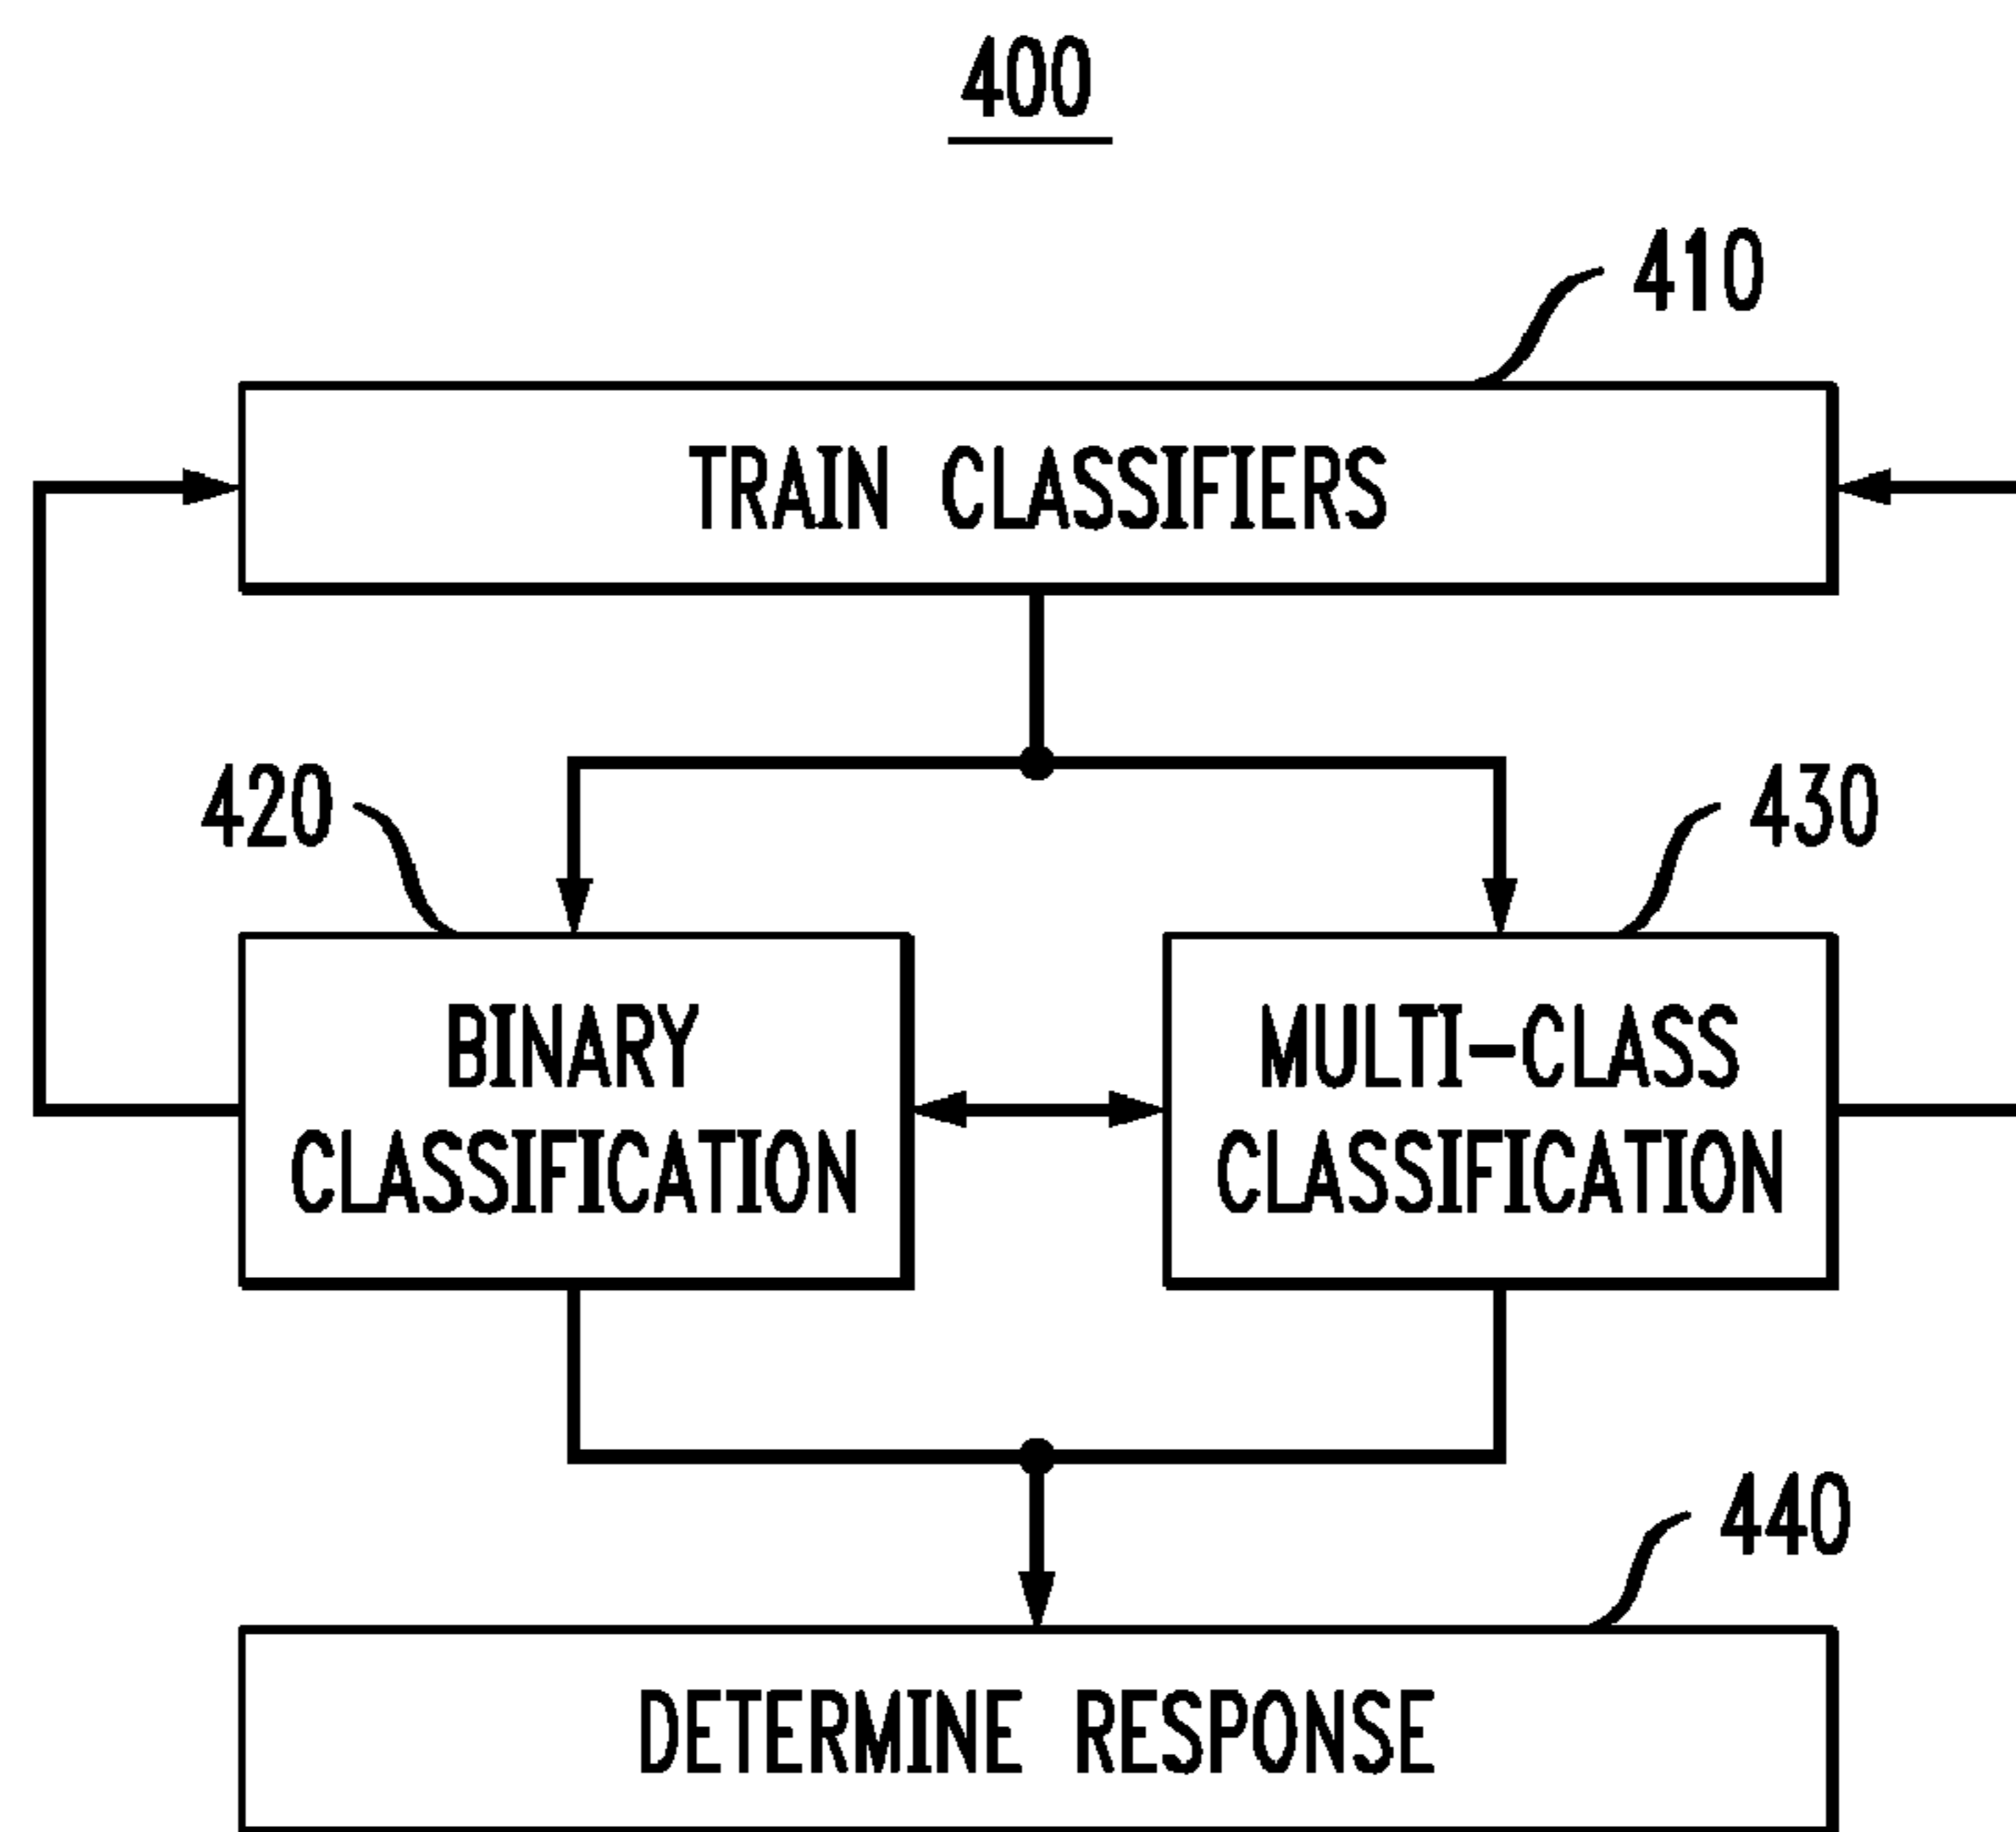 400
410
TRAIN CLASSIFIERS
420
430
BINARY
CLASSIFICATION
MULTI-CLASS
CLASSIFICATION
440
DETERMINE RESPONSE